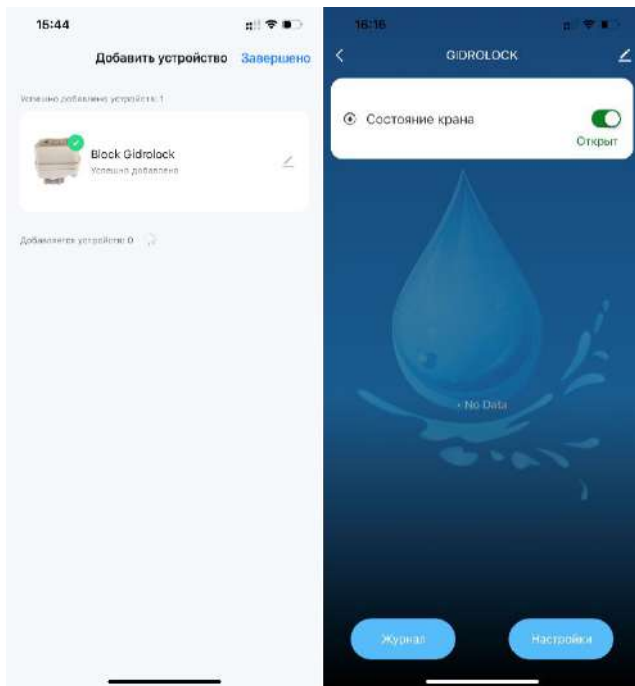 15:44
Добавить устройство Завершено
Успешно добавлено устройств: 1
Block Gidrolock
Успешно добавлено
Добавляется устройств: 0
16:16
GIDROLOCK
Состояние крана
Открыт
No Data
Журнал
Настройки